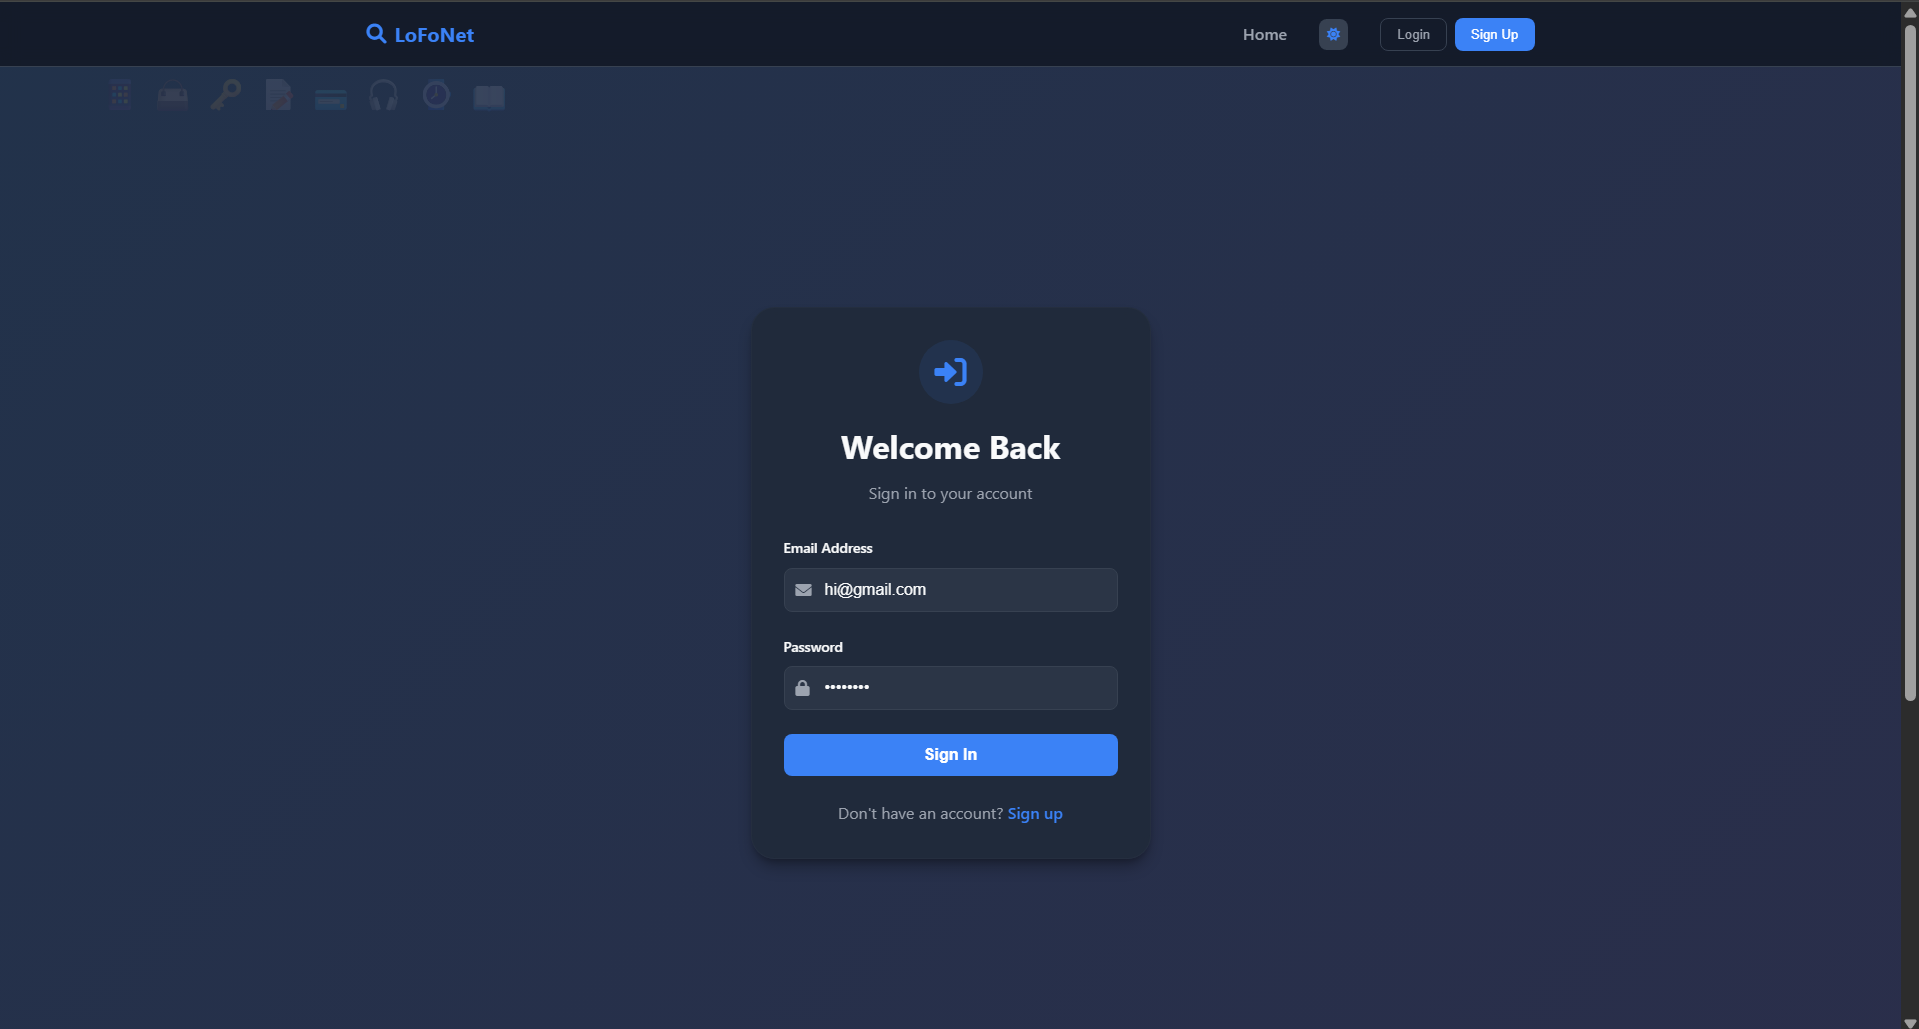 LoFoNet
Home
Login
Sign Up
Welcome Back
Sign in to your account
Email Address
hi@gmail.com
Password
••••••••
Sign In
Don't have an account? Sign up